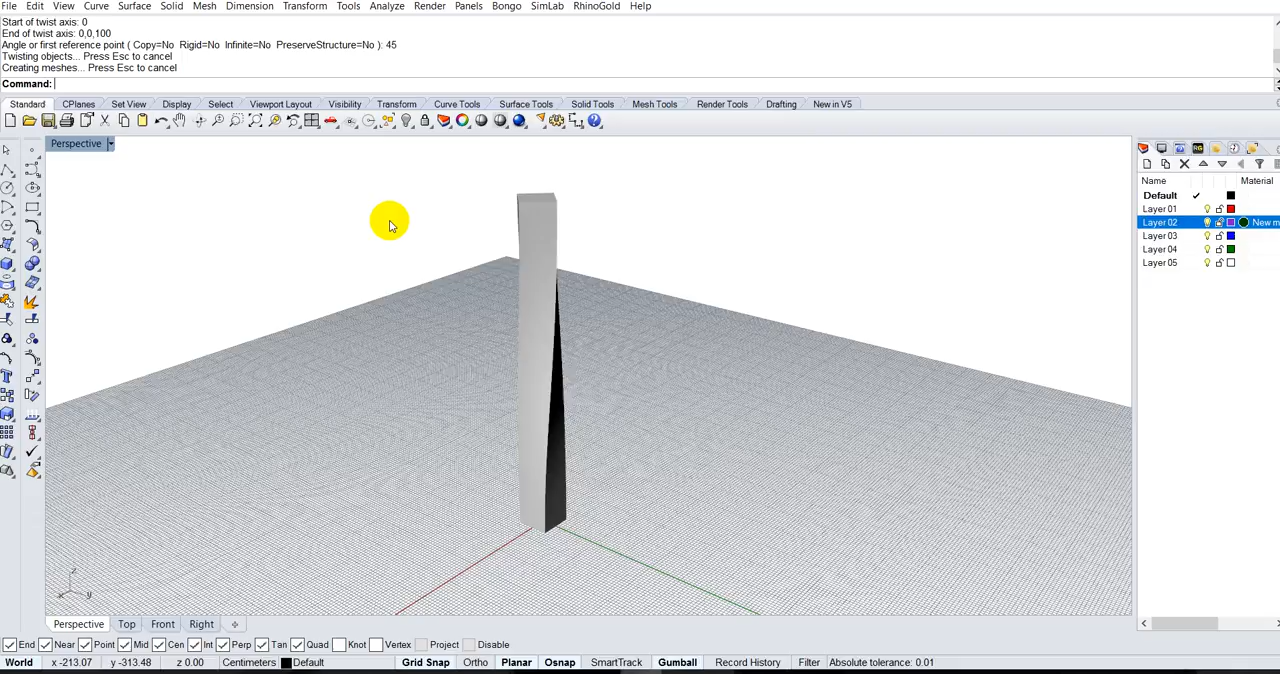 File Edit View Curve Surface Solid Mesh Dimension Transform Tools Analyze Render Panels Bongo SimLab RhinoGold Help
Start of twist axis: 0
End of twist axis: 0,0,100
Angle or first reference point ( Copy=No Rigid=No Infinite=No PreserveStructure=No ): 45
Twisting objects... Press Esc to cancel
Creating meshes... Press Esc to cancel
Command:
Standard CPlanes Set View Display Select Viewport Layout Visibility Transform Curve Tools Surface Tools Solid Tools Mesh Tools Render Tools Drafting New in V5
Perspective
Name Material
Default
Layer 01
Layer 02 New m
Layer 03
Layer 04
Layer 05
z
x y
Perspective Top Front Right
End Near Point Mid Cen Int Perp Tan Quad Knot Vertex Project Disable
World x -213.07 y -313.48 z 0.00 Centimeters Default Grid Snap Ortho Planar Osnap SmartTrack Gumball Record History Filter Absolute tolerance: 0.01